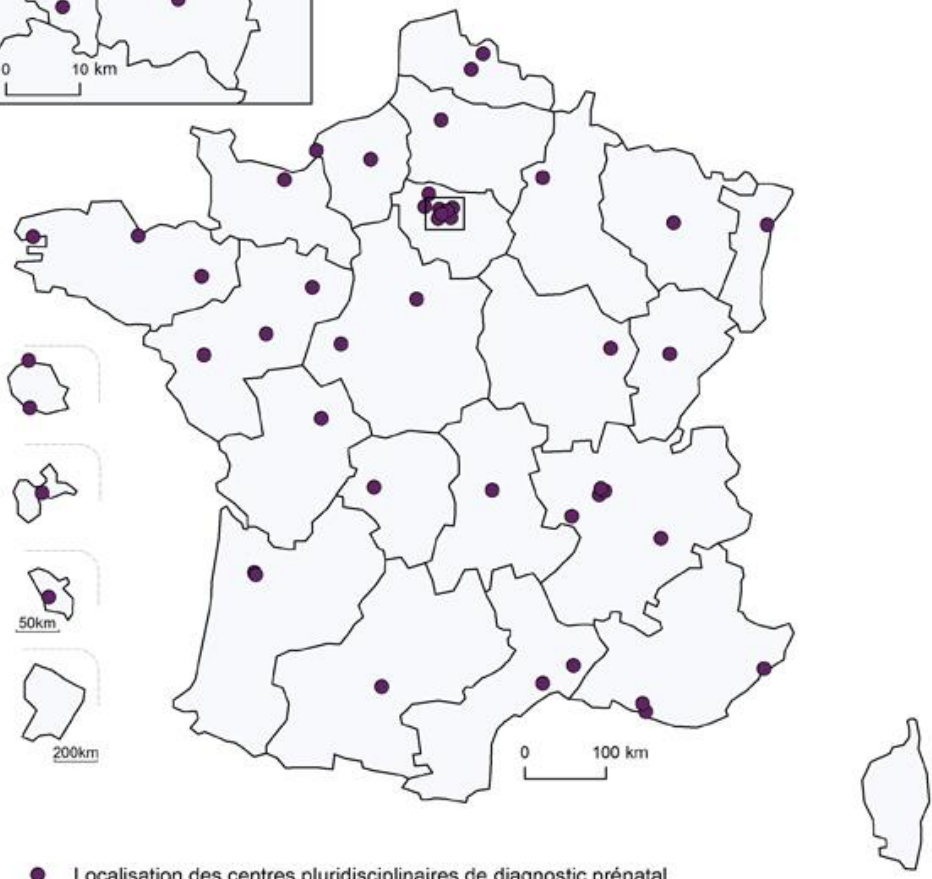 0 10 km
50km
200km
0 100 km
Localisation des centres pluridisciplinaires de diagnostic prénatal